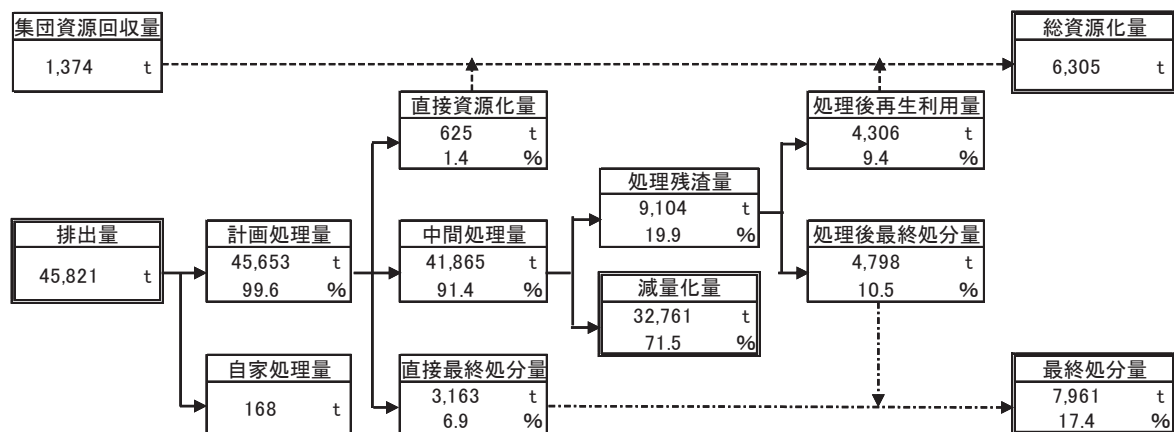 集団資源回収量
1,374 t
総資源化量
6,305 t
直接資源化量
625 t
1.4 %
処理後再生利用量
4,306 t
9.4 %
処理残渣量
9,104 t
19.9 %
排出量
45,821 t
計画処理量
45,653 t
99.6 %
中間処理量
41,865 t
91.4 %
処理後最終処分量
4,798 t
10.5 %
減量化量
32,761 t
71.5 %
自家処理量
168 t
直接最終処分量
3,163 t
6.9 %
最終処分量
7,961 t
17.4 %